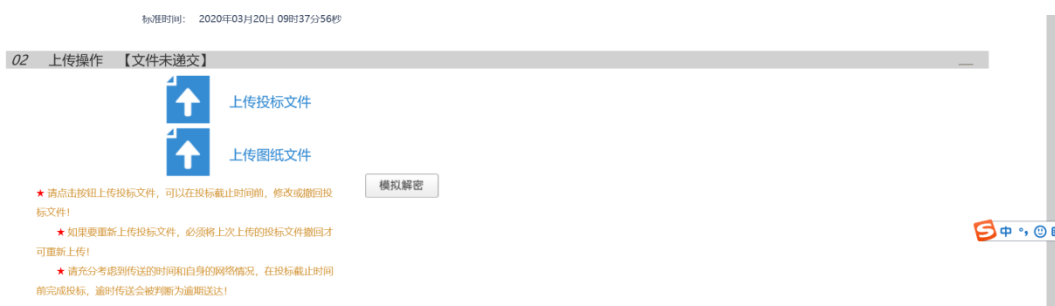 标准时间： 2020年03月20日 09时37分56秒
02 上传操作 【文件未递交】
上传投标文件
上传图纸文件
模拟解密
★ 请点击按钮上传投标文件，可以在投标截止时间前，修改或撤回投
标文件!
★ 如果要重新上传投标文件，必须将上次上传的投标文件撤回才
可重新上传!
★ 请充分考虑到传送的时间和自身的网络情况，在投标截止时间
前完成投标，逾时传送会被判断为逾期送达!
S 中 °,